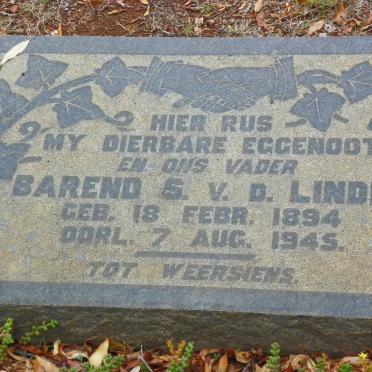 HIER RUS
MY DIERBARE EGGENOOT
EN ONS VADER
BAREND S. V. D. LINDE
GEB. 18 FEBR. 1894
OORL. 7 AUG. 1945.
TOT WEERSIENS.